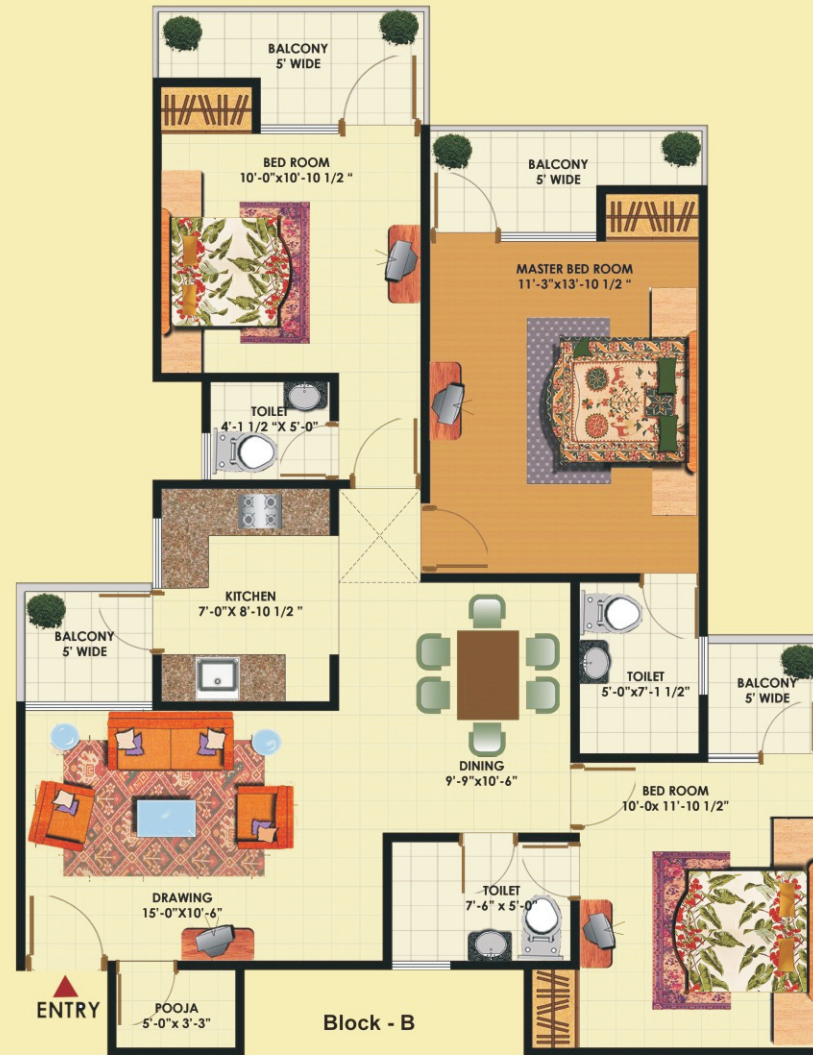 BALCONY
5' WIDE
BED ROOM
10'-0"x10'-10 1/2 "
BALCONY
5' WIDE
MASTER BED ROOM
11'-3"x13'-10 1/2 "
TOILET
4'-1 1/2 "X 5'-0"
KITCHEN
7'-0"X 8'-10 1/2 "
BALCONY
5' WIDE
TOILET
5'-0"x7'-1 1/2"
BALCONY
5' WIDE
DINING
9'-9"x10'-6"
BED ROOM
10'-0x 11'-10 1/2"
DRAWING
15'-0"X10'-6"
TOILET
7'-6" x 5'-0"
ENTRY
POOJA
5'-0"x 3'-3"
Block - B